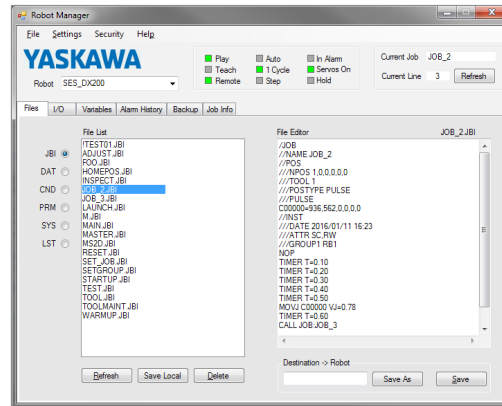 Robot Manager
File Settings Security Help
YASKAWA
Robot SES_DX200
Play Auto In Alarm
Teach 1 Cycle Servos On
Remote Step Hold
Current Job JOB_2
Current Line 3 Refresh
Files I/O Variables Alarm History Backup Job Info
JBI
DAT
CND
PRM
SYS
LST
File List
!TEST01.JBI
ADJUST.JBI
FOO.JBI
HOMEPOS.JBI
INSPECT.JBI
JOB_2.JBI
JOB_3.JBI
LAUNCH.JBI
M.JBI
MAIN.JBI
MASTER.JBI
MS2D.JBI
RESET.JBI
SET_JOB.JBI
SETGROUP.JBI
STARTUP.JBI
TEST.JBI
TOOL.JBI
TOOLMAINT.JBI
WARMUP.JBI
Refresh Save Local Delete
File Editor JOB_2.JBI
/JOB
//NAME JOB_2
//POS
///NPOS 1,0,0,0,0,0
///TOOL 1
///POSTYPE PULSE
///PULSE
C00000=936,562,0,0,0,0
//INST
///DATE 2016/01/11 16:23
///ATTR SC,RW
///GROUP1 RB1
NOP
TIMER T=0.10
TIMER T=0.20
TIMER T=0.30
TIMER T=0.40
TIMER T=0.50
MOVJ C00000 VJ=0.78
TIMER T=0.60
CALL JOB:JOB_3
Destination -> Robot
Save As Save